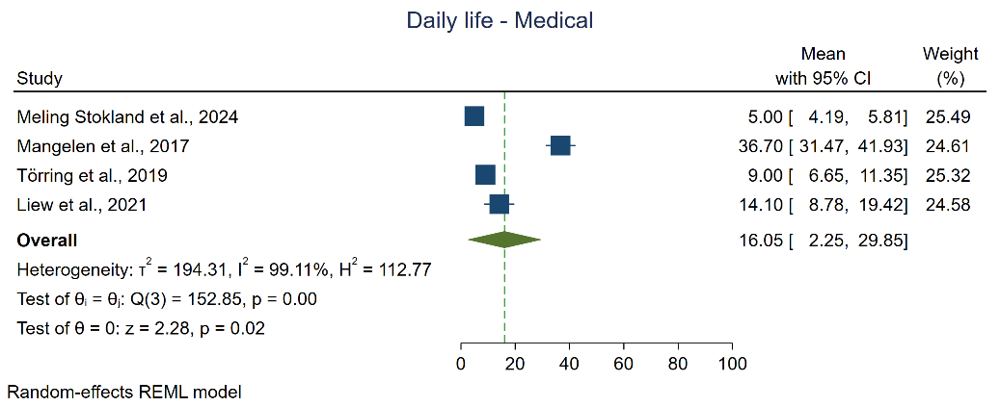 Daily life - Medical
Mean Weight
Study with 95% CI (%)
Meling Stokland et al., 2024 5.00 [ 4.19, 5.81] 25.49
Mangelen et al., 2017 36.70 [ 31.47, 41.93] 24.61
Törring et al., 2019 9.00 [ 6.65, 11.35] 25.32
Liew et al., 2021 14.10 [ 8.78, 19.42] 24.58
Overall 16.05 [ 2.25, 29.85]
Heterogeneity: τ² = 194.31, I² = 99.11%, H² = 112.77
Test of θᵢ = θⱼ: Q(3) = 152.85, p = 0.00
Test of θ = 0: z = 2.28, p = 0.02
0 20 40 60 80 100
Random-effects REML model